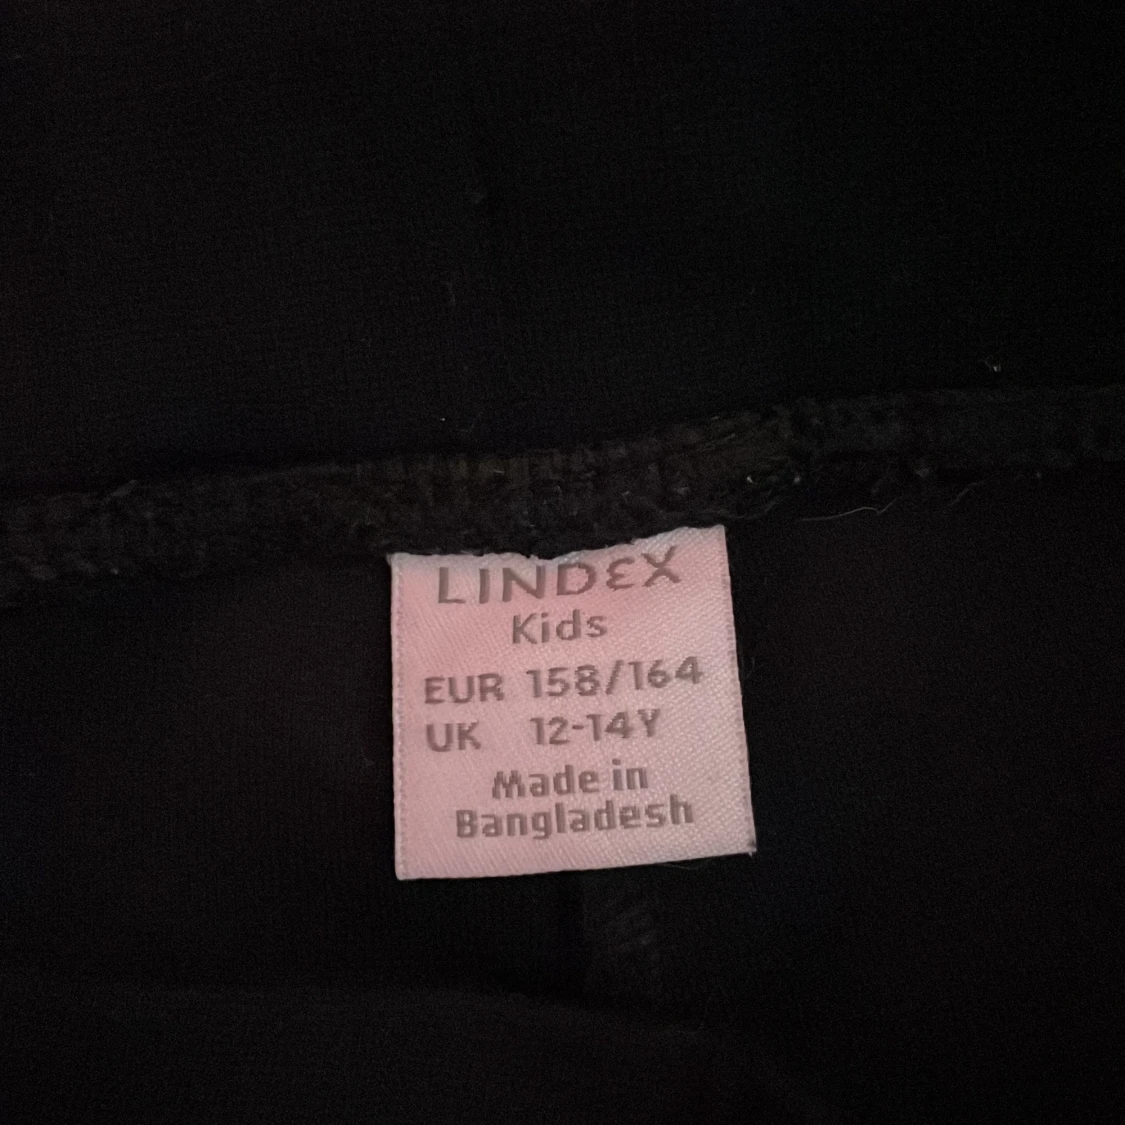 LINDEX
Kids
EUR 158/164
UK 12-14Y
Made in
Bangladesh